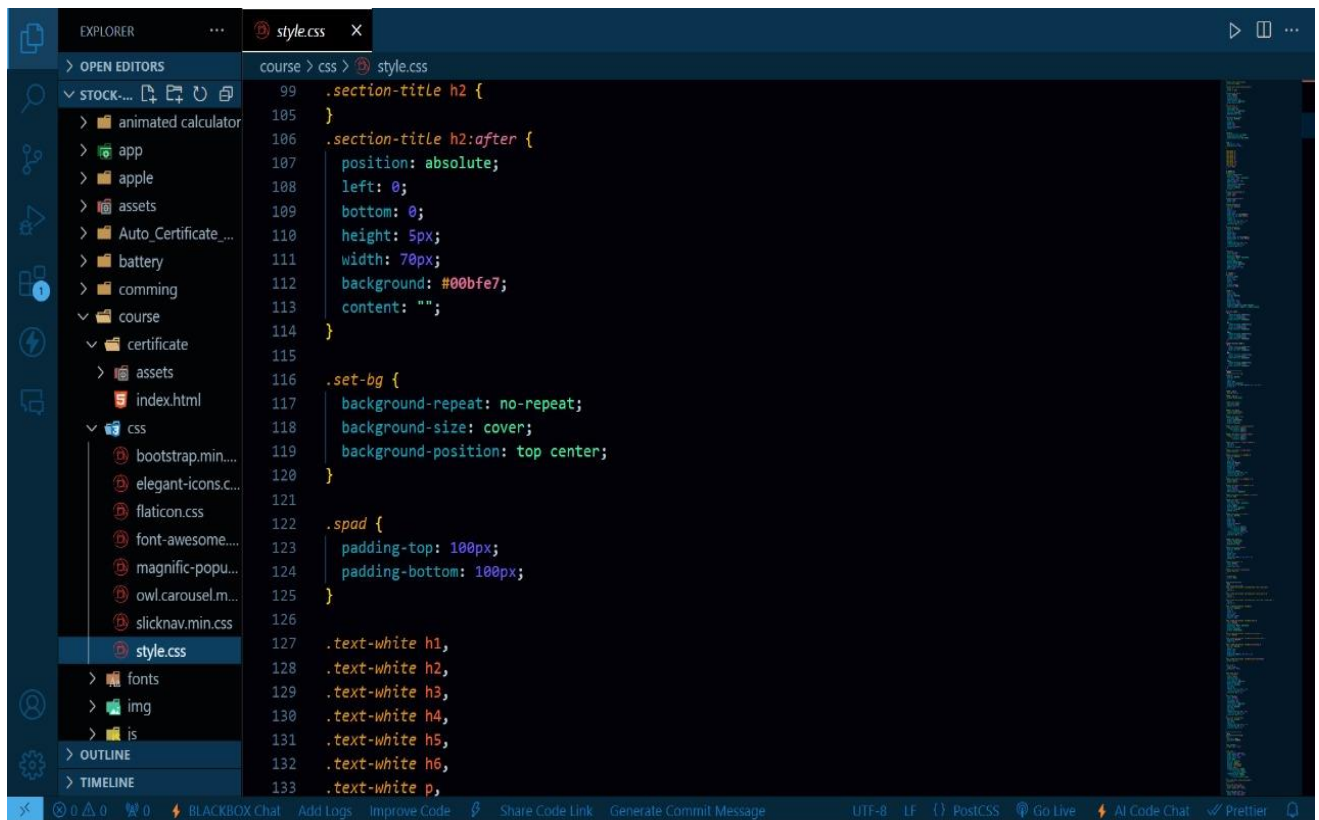 EXPLORER ···
OPEN EDITORS
STOCK-...
animated calculator
app
apple
assets
Auto_Certificate_...
battery
comming
course
certificate
assets
index.html
css
bootstrap.min....
elegant-icons.c...
flaticon.css
font-awesome....
magnific-popu...
owl.carousel.m...
slicknav.min.css
style.css
fonts
img
js
OUTLINE
TIMELINE
1
style.css
course > css > style.css
99 .section-title h2 {
105 }
106 .section-title h2:after {
107 position: absolute;
108 left: 0;
109 bottom: 0;
110 height: 5px;
111 width: 70px;
112 background: #00bfe7;
113 content: "";
114 }
115
116 .set-bg {
117 background-repeat: no-repeat;
118 background-size: cover;
119 background-position: top center;
120 }
121
122 .spad {
123 padding-top: 100px;
124 padding-bottom: 100px;
125 }
126
127 .text-white h1,
128 .text-white h2,
129 .text-white h3,
130 .text-white h4,
131 .text-white h5,
132 .text-white h6,
133 .text-white p,
0 0 0 BLACKBOX Chat Add Logs Improve Code Share Code Link Generate Commit Message UTF-8 LF {} PostCSS Go Live AI Code Chat Prettier